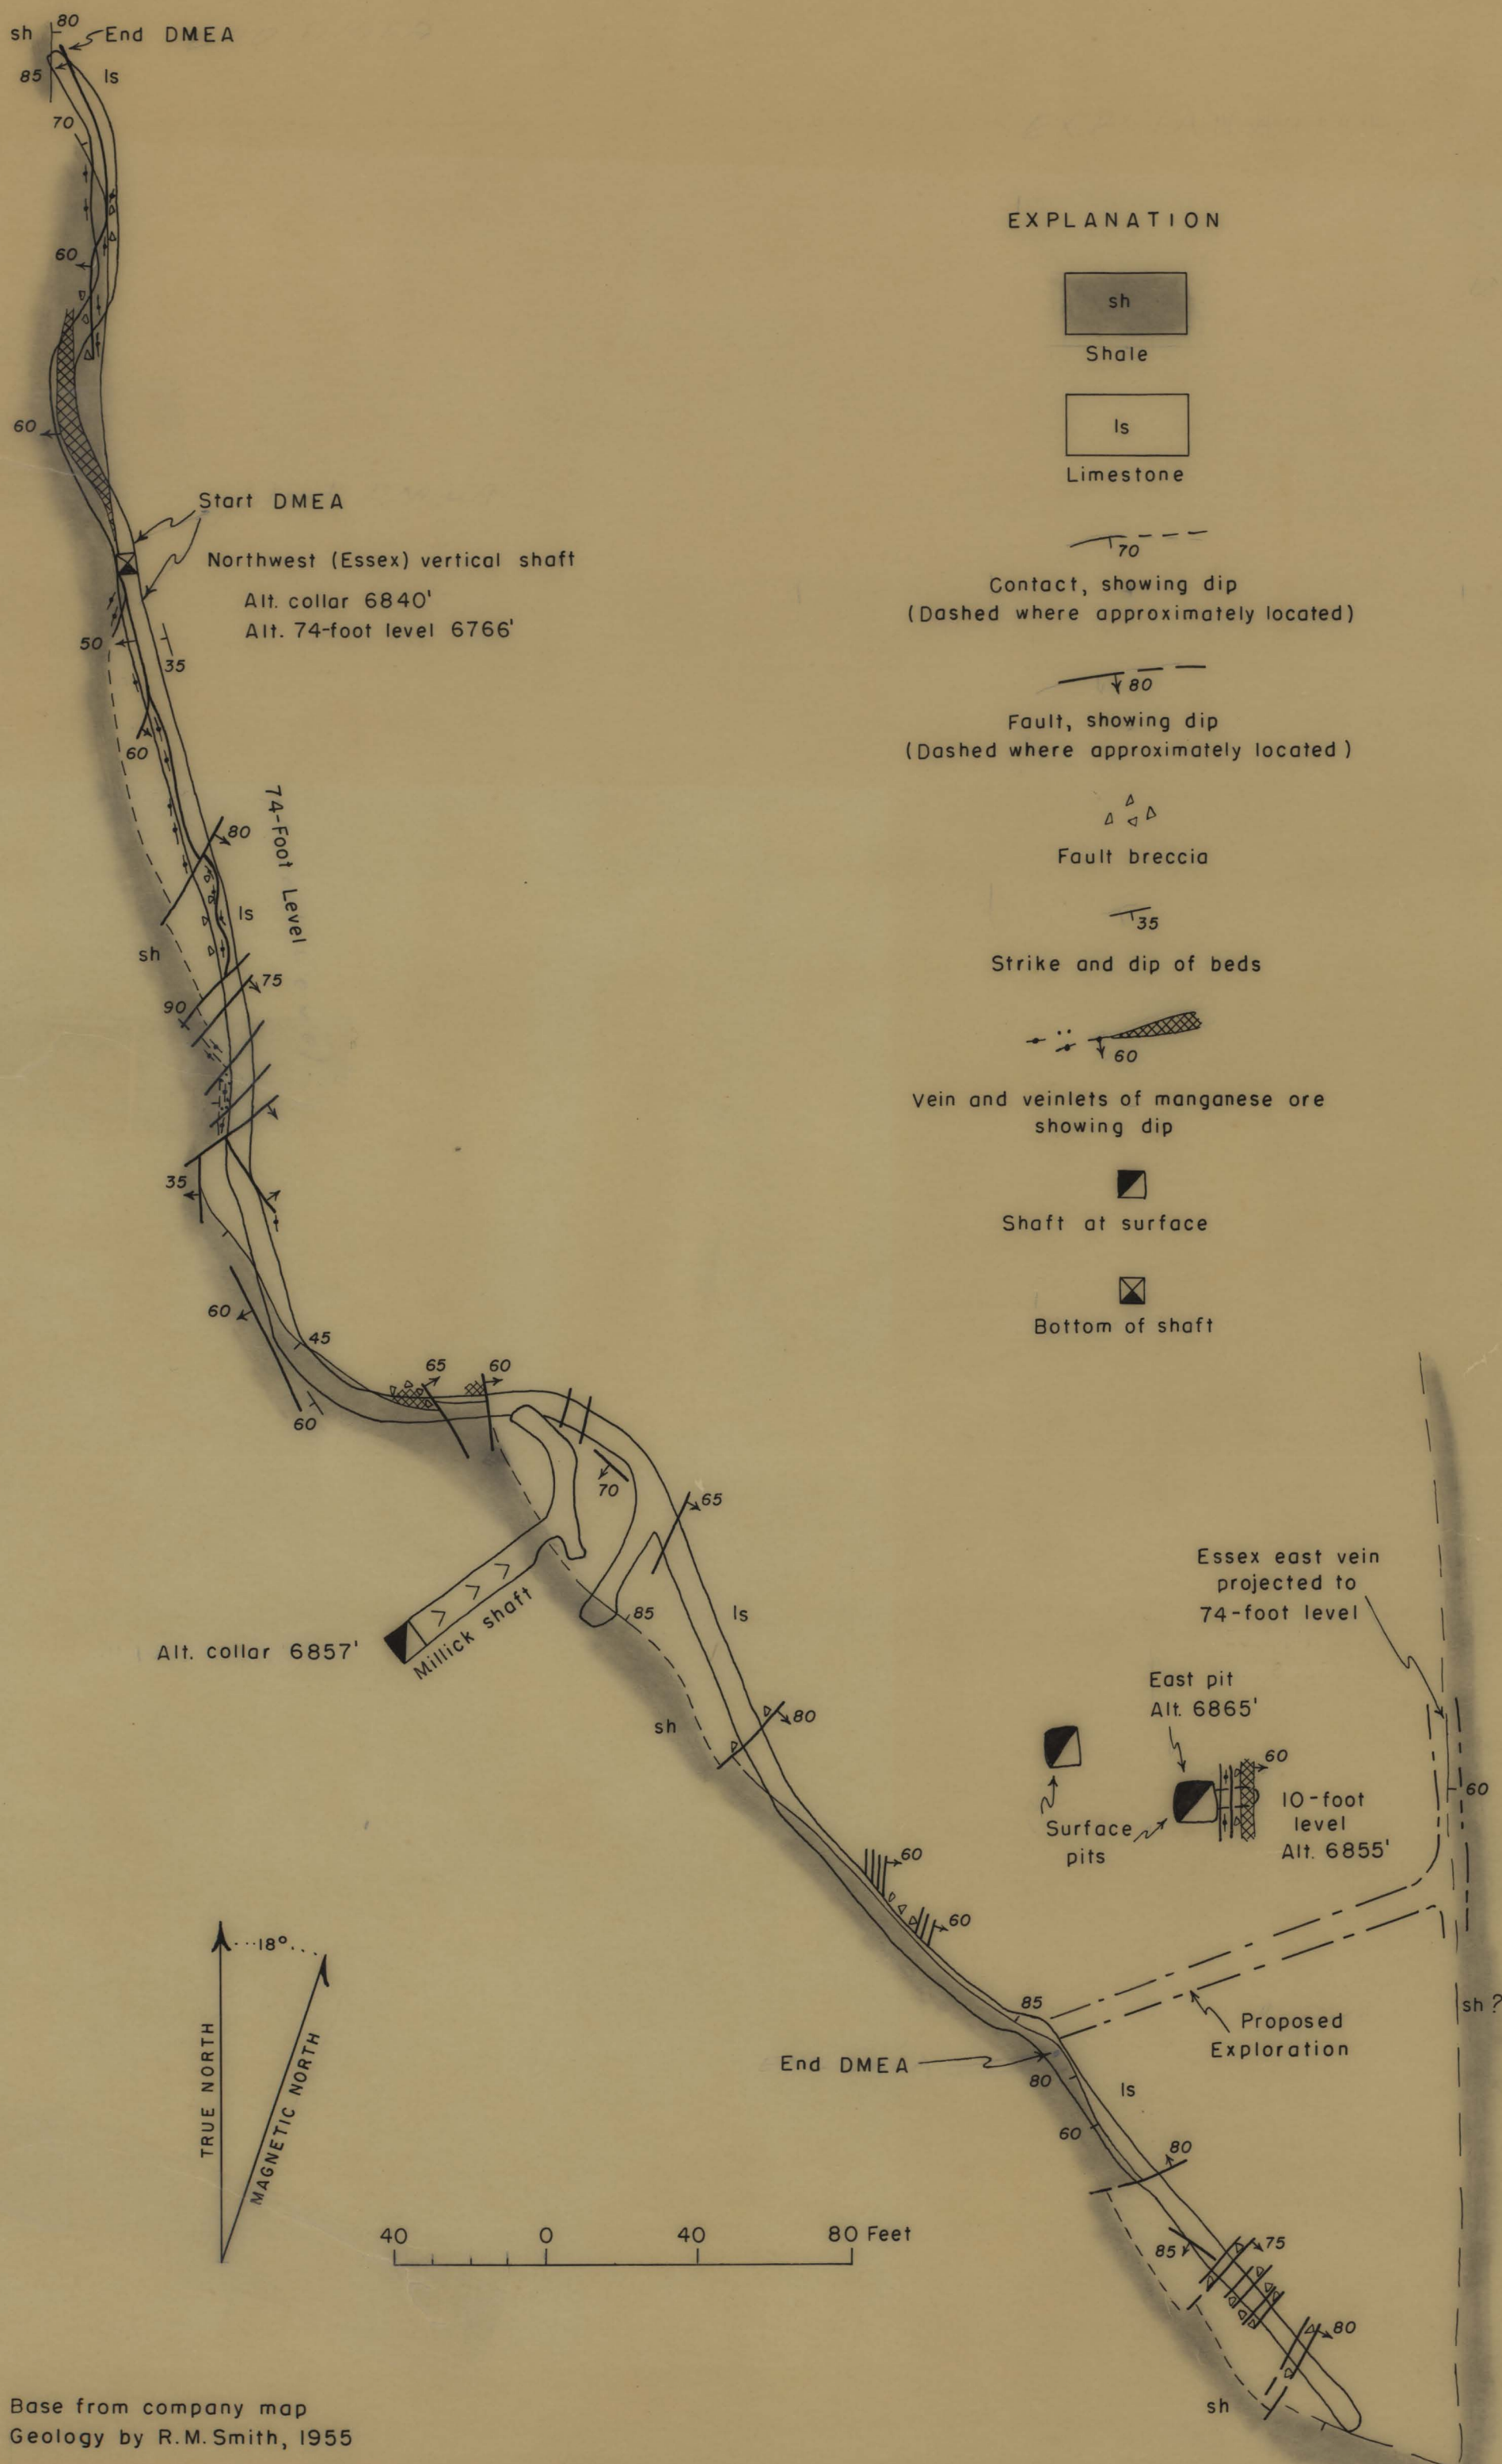 sh
80
End DMEA
85
ls
70
60
60
Start DMEA
Northwest (Essex) vertical shaft
Alt. collar 6840'
Alt. 74-foot level 6766'
50
35
60
80
74-Foot Level
ls
sh
75
90
35
60
45
60
65
60
70
65
85
ls
Millick shaft
Alt. collar 6857'
sh
80
60
60
85
End DMEA
80
ls
60
80
85
75
80
sh
EXPLANATION
sh
Shale
ls
Limestone
70
Contact, showing dip
(Dashed where approximately located)
80
Fault, showing dip
(Dashed where approximately located)
Fault breccia
35
Strike and dip of beds
60
Vein and veinlets of manganese ore
showing dip
Shaft at surface
Bottom of shaft
Essex east vein
projected to
74-foot level
East pit
Alt. 6865'
60
60
10-foot
level
Alt. 6855'
Surface
pits
sh ?
Proposed
Exploration
18°
TRUE NORTH
MAGNETIC NORTH
40 0 40 80 Feet
Base from company map
Geology by R.M. Smith, 1955